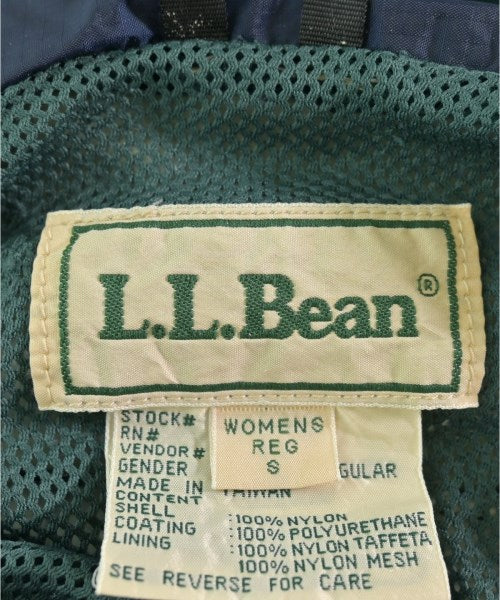 L.L.Bean®
WOMENS
REG
S
STOCK#
RN#
VENDOR#
GENDER GULAR
MADE IN TAIWAN
CONTENT
SHELL :100% NYLON
COATING :100% POLYURETHANE
LINING :100% NYLON TAFFETA
100% NYLON MESH
SEE REVERSE FOR CARE